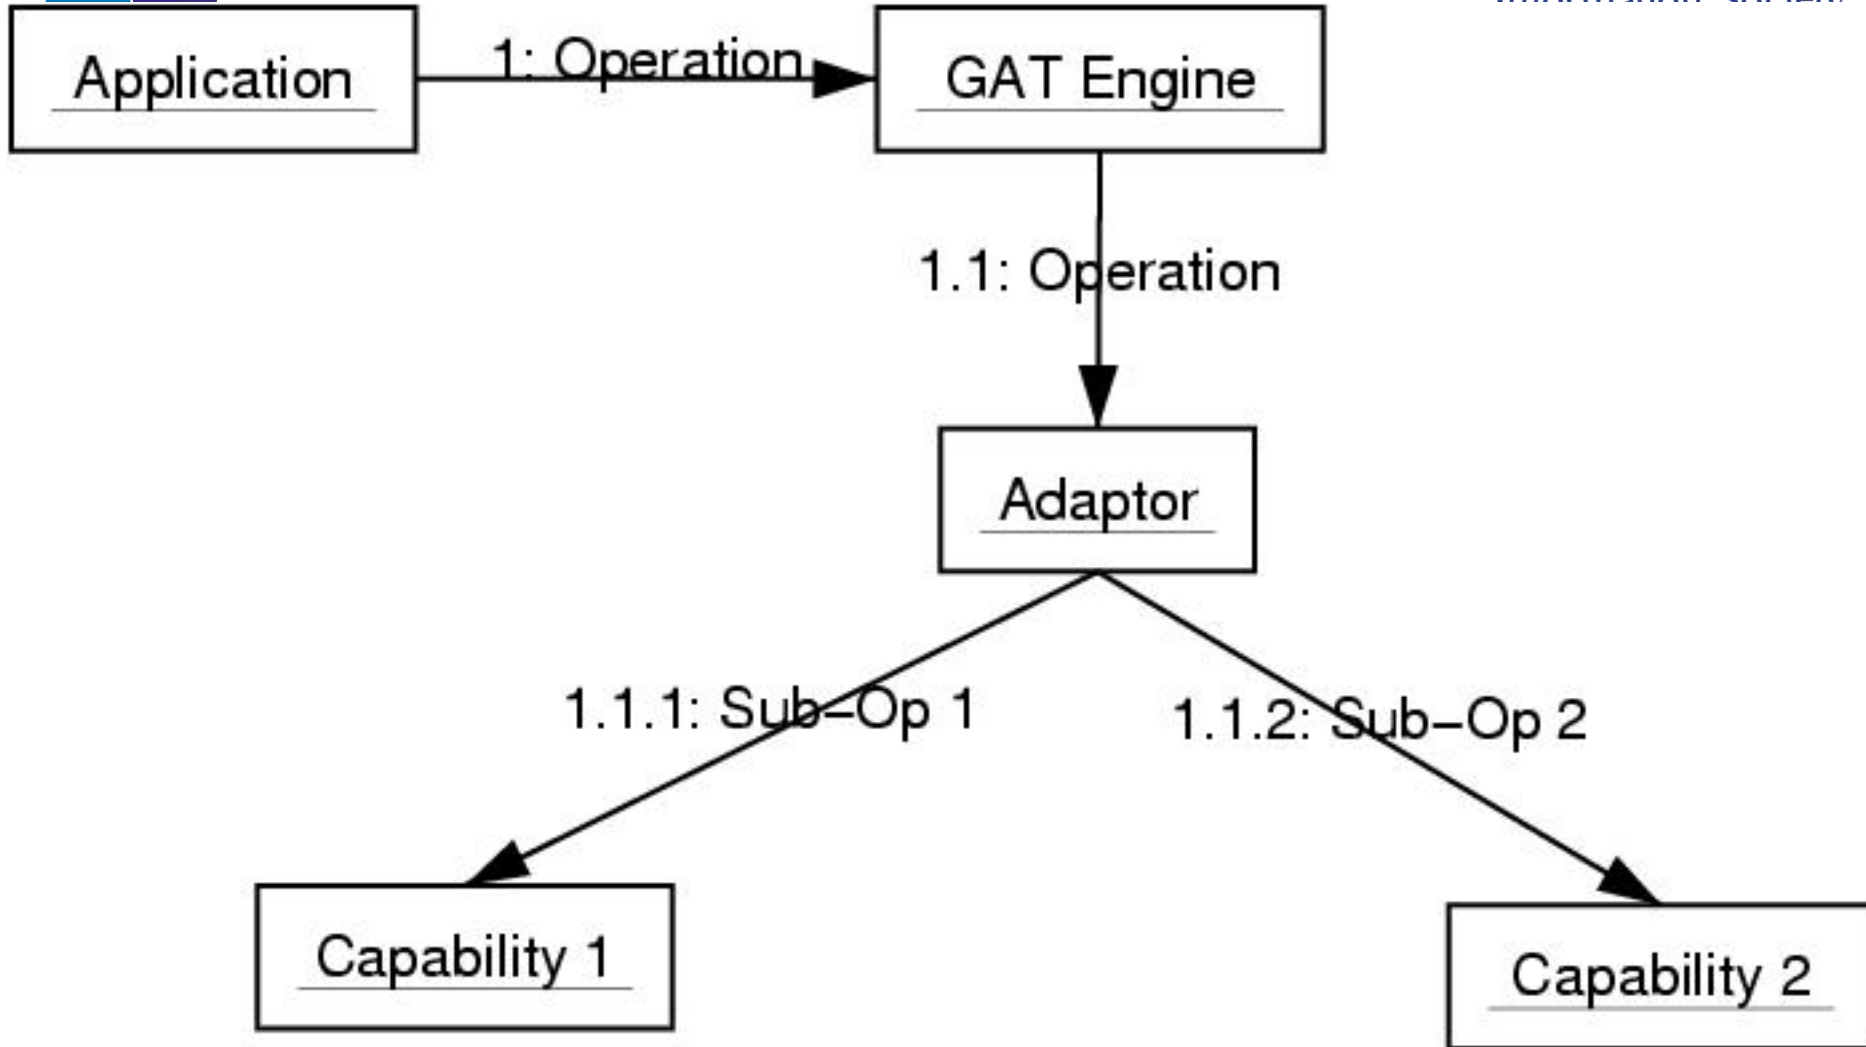 Application
1: Operation
GAT Engine
1.1: Operation
Adaptor
1.1.1: Sub–Op 1
1.1.2: Sub–Op 2
Capability 1
Capability 2